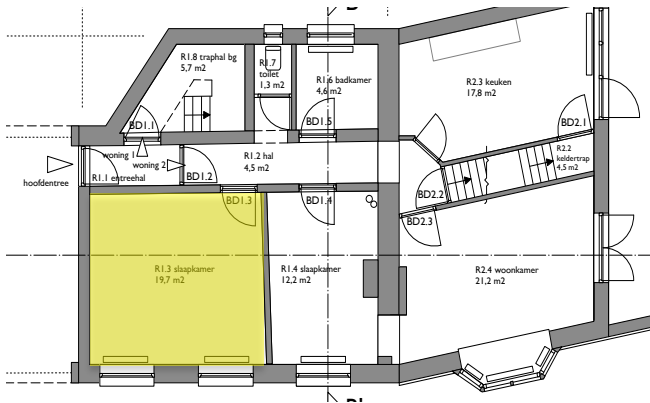 D
R1.8 traphal bg
5,7 m2
R1.7
toilet
1,3 m2
R1.6 badkamer
4,6 m2
R2.3 keuken
17,8 m2
BD1.1
BD1.5
BD2.1
woning 1
woning 2
R1.2 hal
4,5 m2
R2.2
keldertrap
4,5 m2
hoofdentree
R1.1 entreehal
BD1.2
BD1.3
BD1.4
BD2.2
BD2.3
R1.3 slaapkamer
19,7 m2
R1.4 slaapkamer
12,2 m2
R2.4 woonkamer
21,2 m2